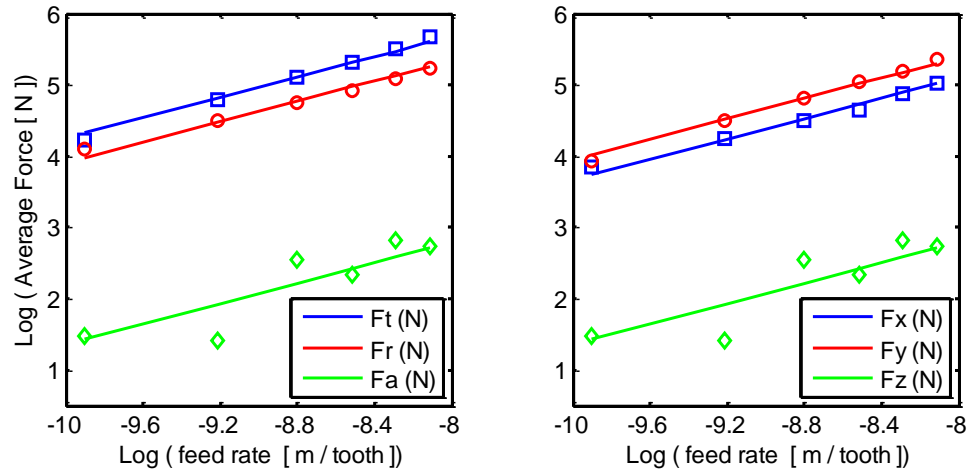 6
5
4
3
2
1
-10
-9.6
-9.2
-8.8
-8.4
-8
Log ( Average Force [ N ] )
Log ( feed rate [ m / tooth ] )
Ft (N)
Fr (N)
Fa (N)
6
5
4
3
2
1
-10
-9.6
-9.2
-8.8
-8.4
-8
Log ( feed rate [ m / tooth ] )
Fx (N)
Fy (N)
Fz (N)